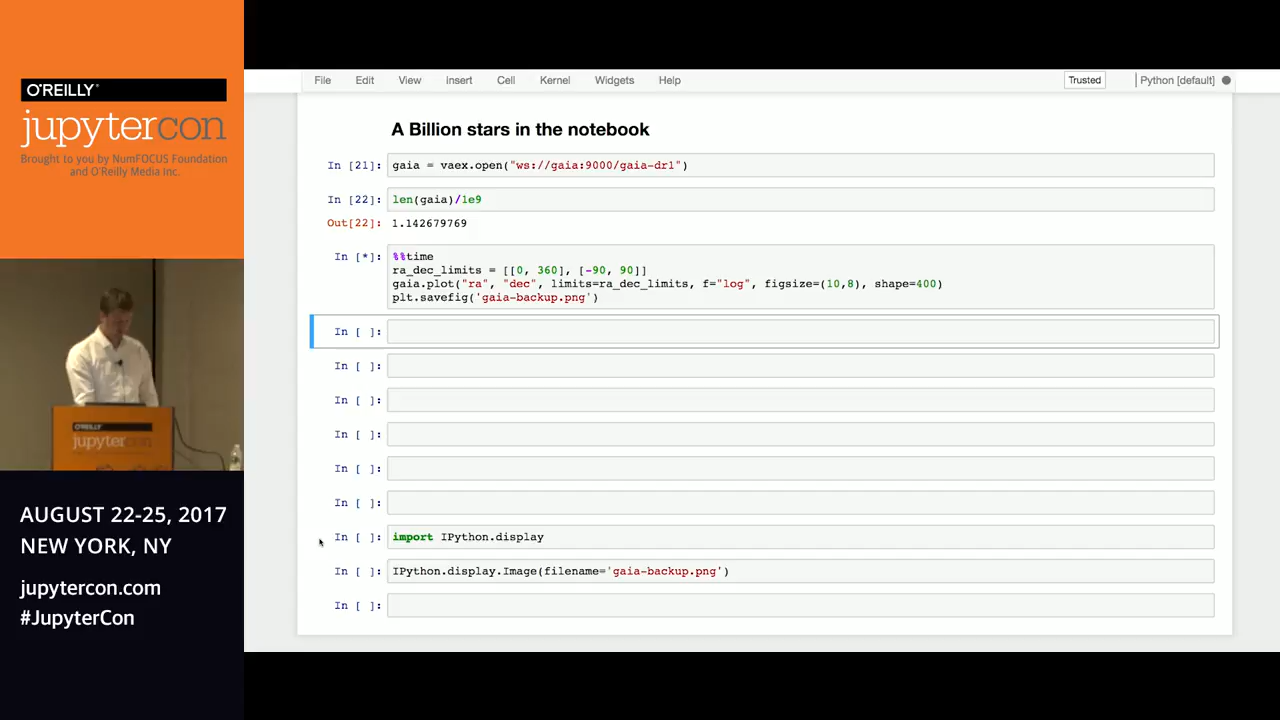 O'REILLY®
jupytercon
Brought to you by NumFOCUS Foundation
and O'Reilly Media Inc.
O'REILLY
jupytercon
AUGUST 22-25, 2017
NEW YORK, NY
jupytercon.com
#JupyterCon
File Edit View Insert Cell Kernel Widgets Help Trusted Python [default]
A Billion stars in the notebook
In [21]: gaia = vaex.open("ws://gaia:9000/gaia-dr1")
In [22]: len(gaia)/1e9
Out[22]: 1.142679769
In [*]: %%time
ra_dec_limits = [[0, 360], [-90, 90]]
gaia.plot("ra", "dec", limits=ra_dec_limits, f="log", figsize=(10,8), shape=400)
plt.savefig('gaia-backup.png')
In [ ]:
In [ ]:
In [ ]:
In [ ]:
In [ ]:
In [ ]:
In [ ]: import IPython.display
In [ ]: IPython.display.Image(filename='gaia-backup.png')
In [ ]: